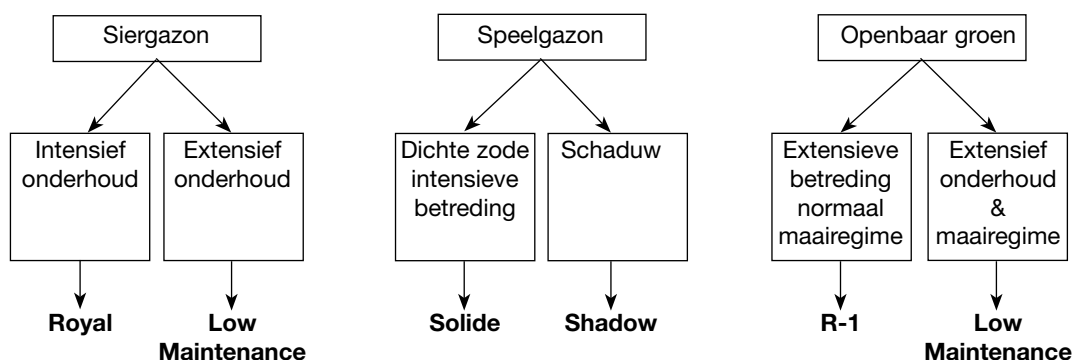 Siergazon
Intensief
onderhoud
Extensief
onderhoud
Royal
Low
Maintenance
Speelgazon
Dichte zode
intensieve
betreding
Schaduw
Solide
Shadow
Openbaar groen
Extensieve
betreding
normaal
maairegime
Extensief
onderhoud
&
maairegime
R-1
Low
Maintenance